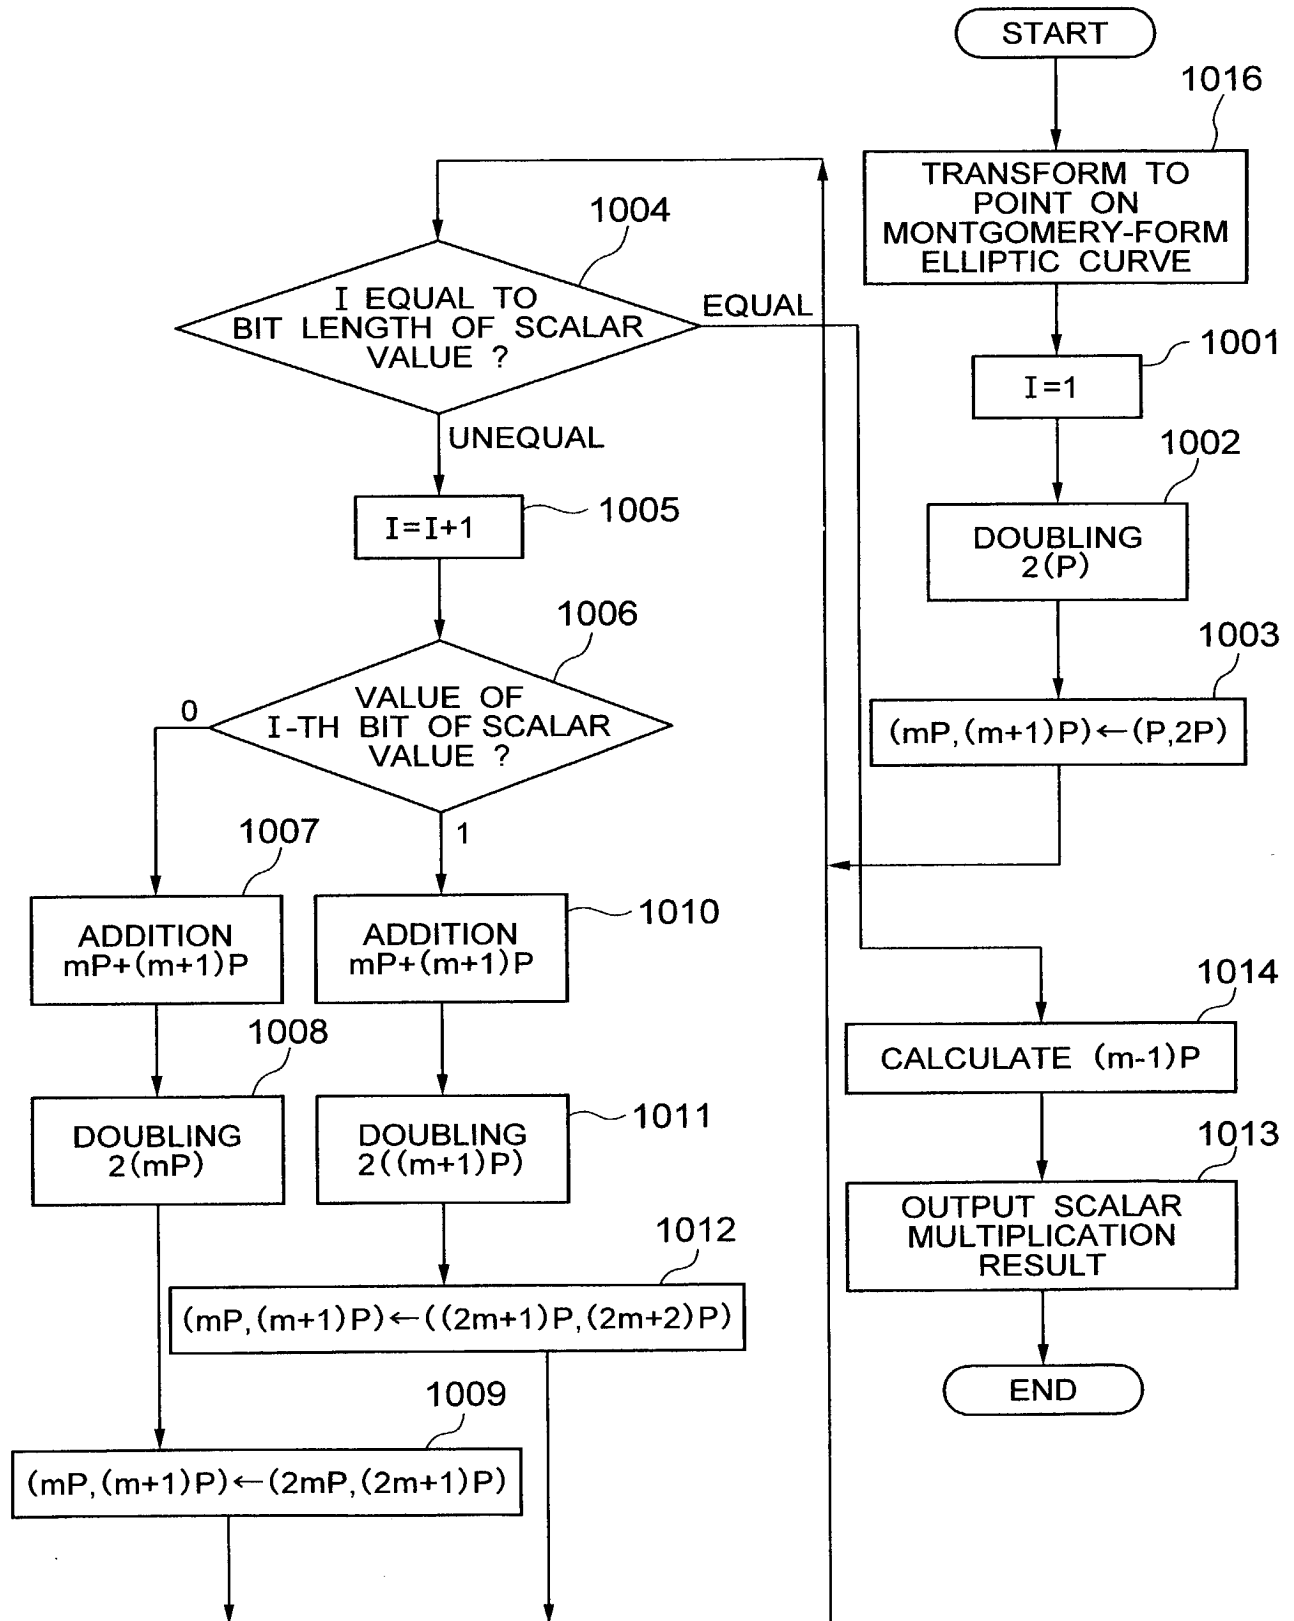 START
1016
TRANSFORM TO
POINT ON
MONTGOMERY-FORM
ELLIPTIC CURVE
1001
I=1
1002
DOUBLING
2(P)
1003
(mP,(m+1)P)←(P,2P)
1004
I EQUAL TO
BIT LENGTH OF SCALAR
VALUE ?
EQUAL
UNEQUAL
I=I+1
1005
1006
VALUE OF
I-TH BIT OF SCALAR
VALUE ?
0
1
1007
ADDITION
mP+(m+1)P
1008
DOUBLING
2(mP)
1009
(mP,(m+1)P)←(2mP,(2m+1)P)
1010
ADDITION
mP+(m+1)P
1011
DOUBLING
2((m+1)P)
1012
(mP,(m+1)P)←((2m+1)P,(2m+2)P)
1014
CALCULATE (m-1)P
1013
OUTPUT SCALAR
MULTIPLICATION
RESULT
END